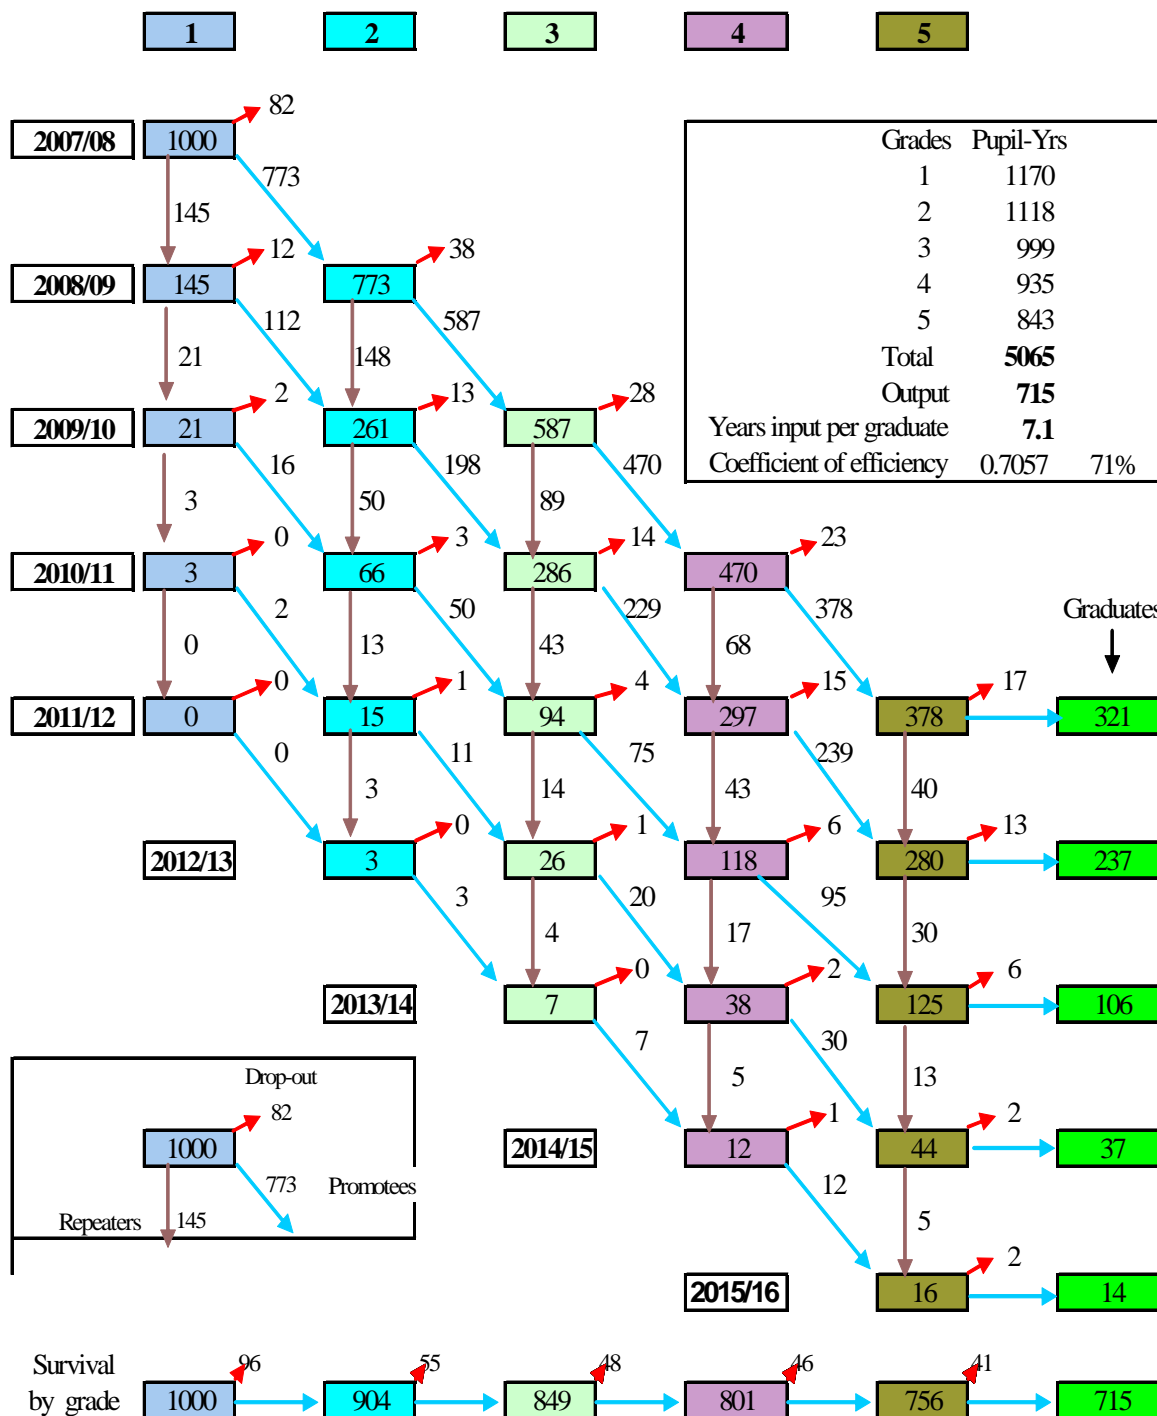 1 2 3 4 5
82
2007/08 1000
773
145
Grades Pupil-Yrs
1 1170
2 1118
3 999
4 935
5 843
Total 5065
Output 715
Years input per graduate 7.1
Coefficient of efficiency 0.7057 71%
12 38
2008/09 145 773
112 587
21 148
2 13 28
2009/10 21 261 587
16 198 470
3 50 89
0 3 14 23
2010/11 3 66 286 470
2 50 229 378
Graduates
0 13 43 68
0 1 4 15 17
2011/12 0 15 94 297 378 321
0 11 75 239
3 14 43 40
0 1 6 13
2012/13 3 26 118 280 237
3 20 95
4 17 30
0 2 6
2013/14 7 38 125 106
7 30
5 13
1 2
2014/15 12 44 37
12
5
2
2015/16 16 14
Drop-out
82
1000
773 Promotees
Repeaters 145
Survival 96 55 48 46 41
by grade 1000 904 849 801 756 715